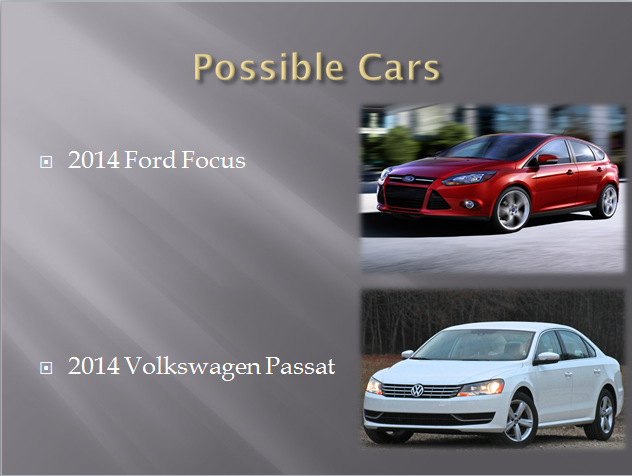 Possible Cars
2014 Ford Focus
2014 Volkswagen Passat